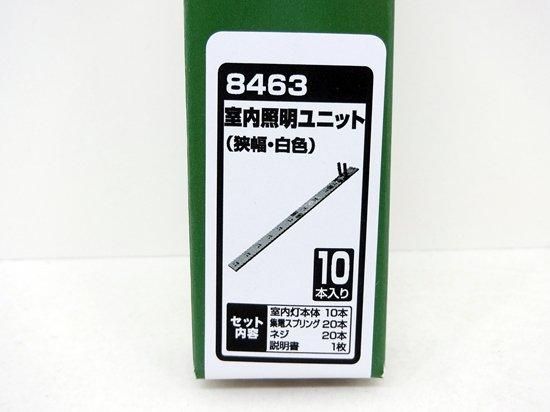 8463
室内照明ユニット
(狭幅・白色)
10
本入り
セット
内容
室内灯本体 10本
集電スプリング 20本
ネジ 20本
説明書 1枚